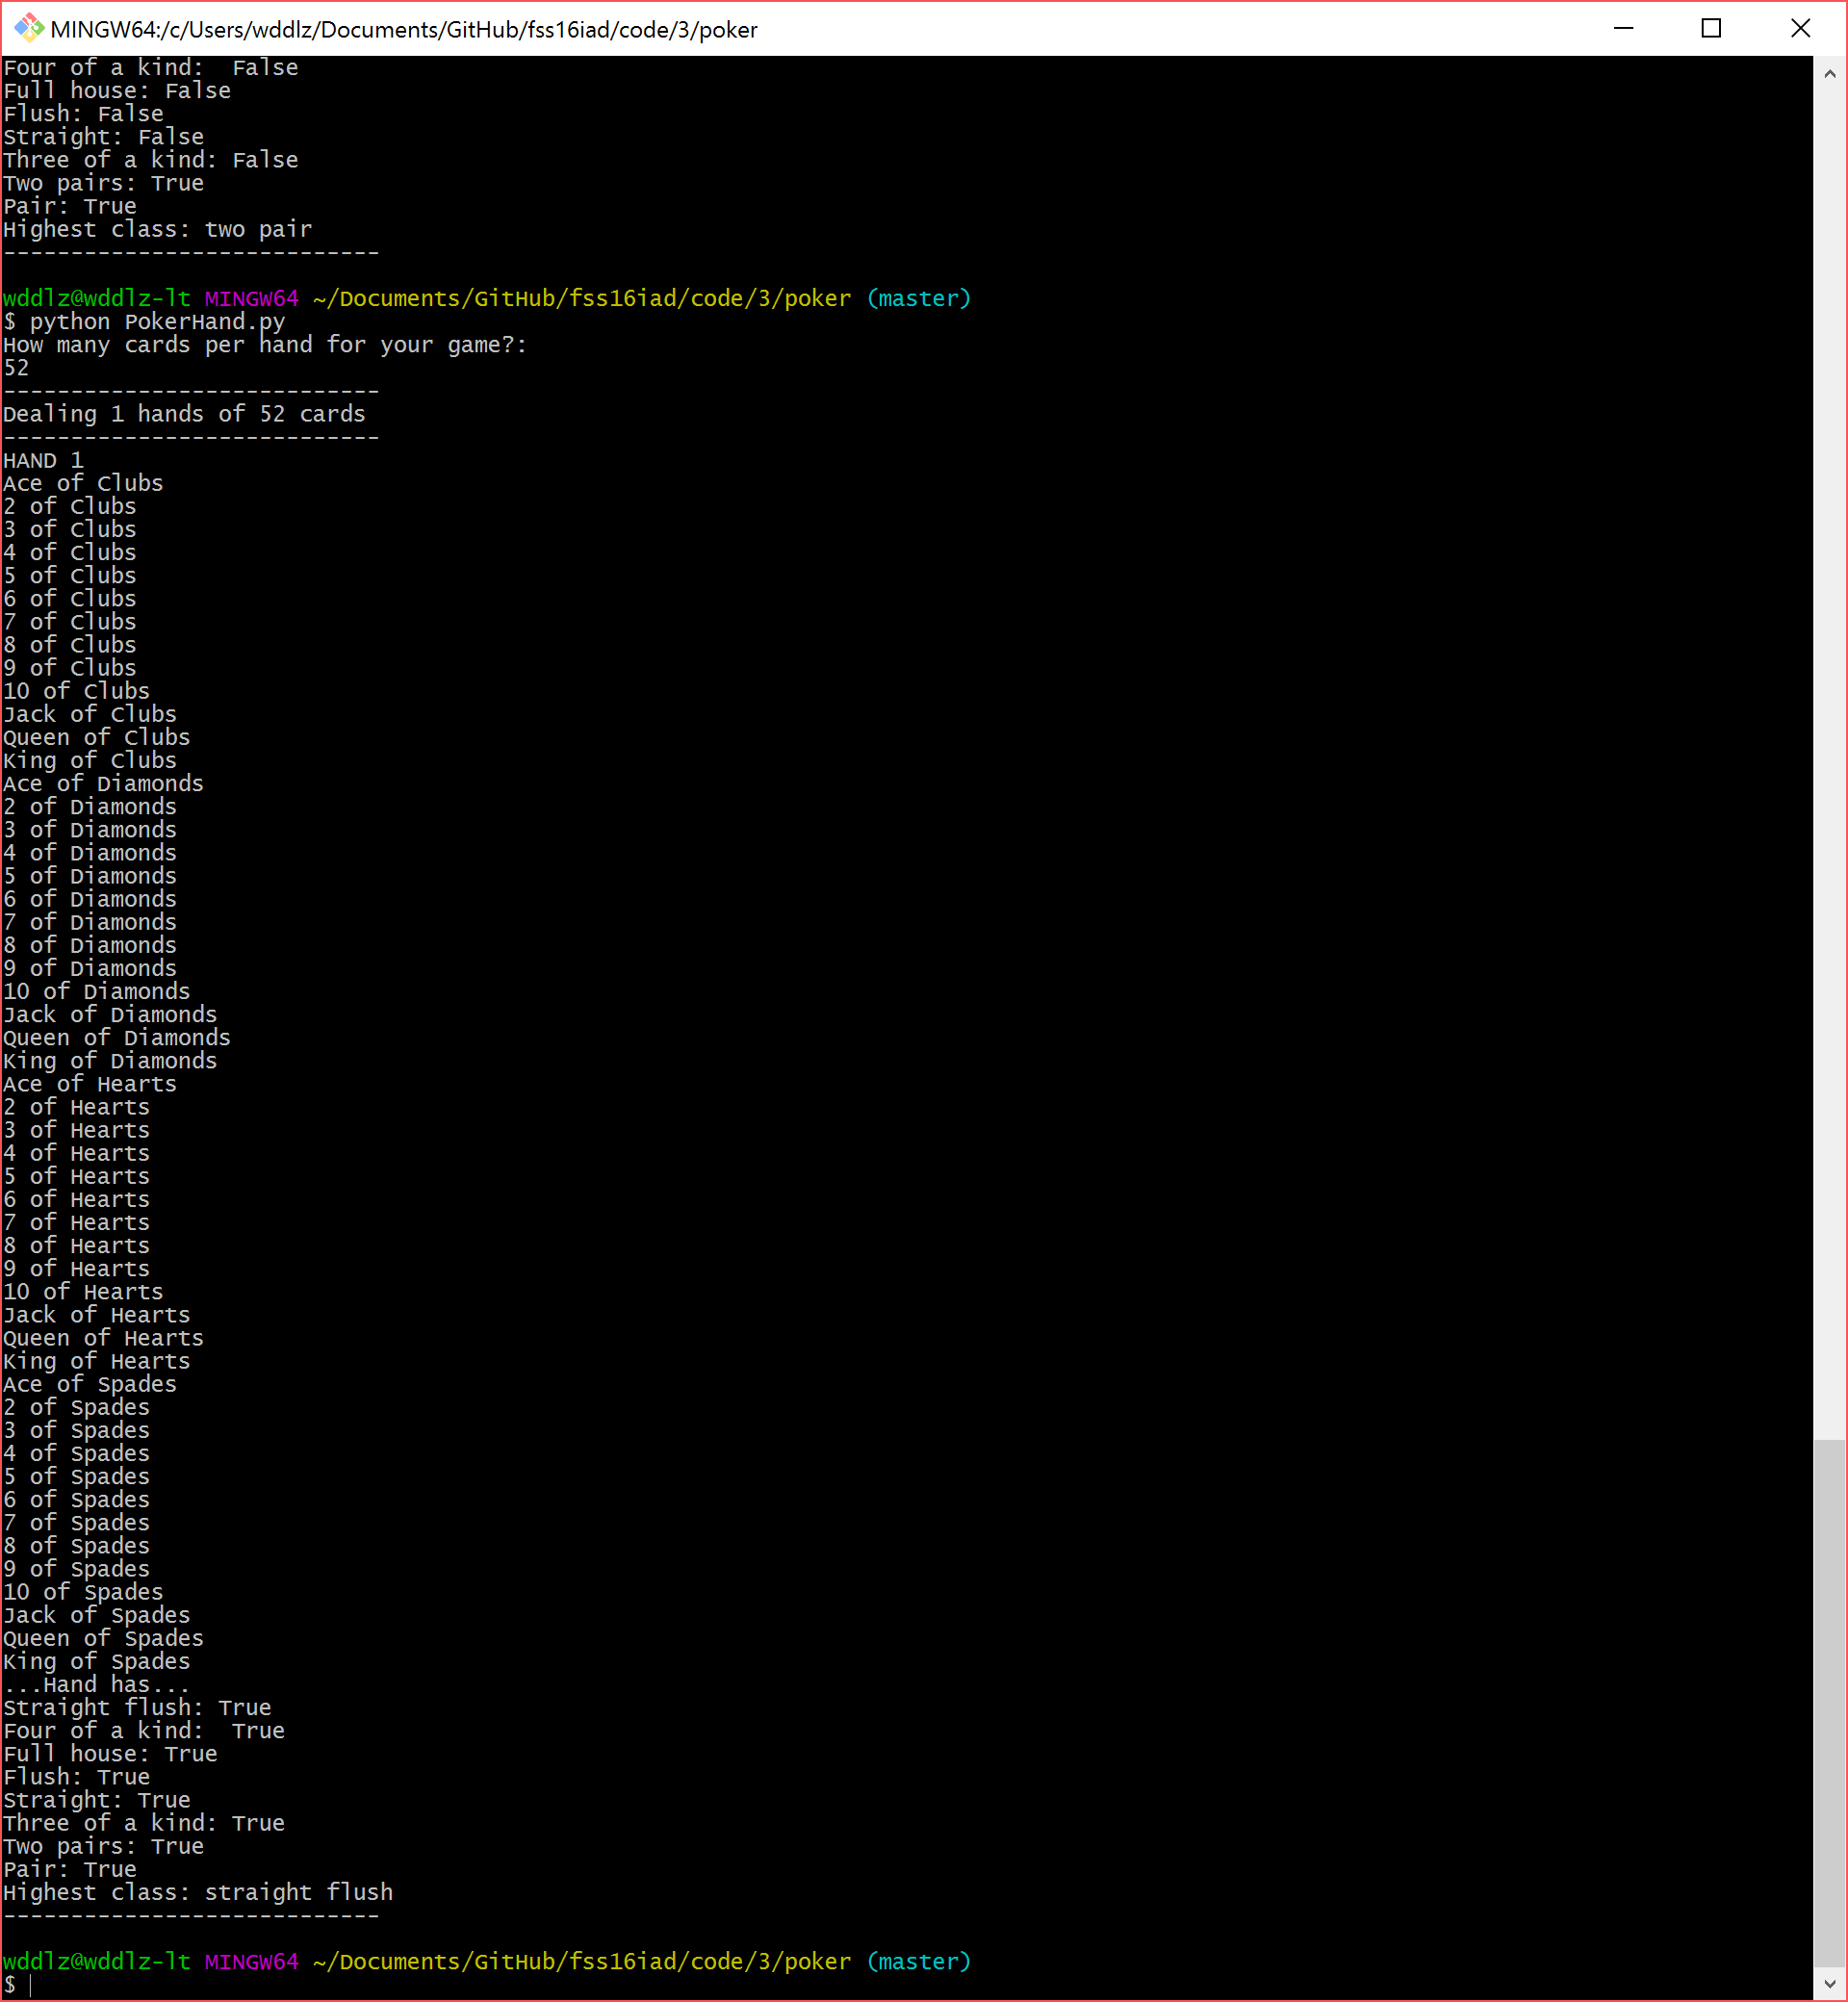 MINGW64:/c/Users/wddlz/Documents/GitHub/fss16iad/code/3/poker
Four of a kind:  False
Full house: False
Flush: False
Straight: False
Three of a kind: False
Two pairs: True
Pair: True
Highest class: two pair
----------------------------
wddlz@wddlz-lt MINGW64 ~/Documents/GitHub/fss16iad/code/3/poker (master)
$ python PokerHand.py
How many cards per hand for your game?:
52
----------------------------
Dealing 1 hands of 52 cards
----------------------------
HAND 1
Ace of Clubs
2 of Clubs
3 of Clubs
4 of Clubs
5 of Clubs
6 of Clubs
7 of Clubs
8 of Clubs
9 of Clubs
10 of Clubs
Jack of Clubs
Queen of Clubs
King of Clubs
Ace of Diamonds
2 of Diamonds
3 of Diamonds
4 of Diamonds
5 of Diamonds
6 of Diamonds
7 of Diamonds
8 of Diamonds
9 of Diamonds
10 of Diamonds
Jack of Diamonds
Queen of Diamonds
King of Diamonds
Ace of Hearts
2 of Hearts
3 of Hearts
4 of Hearts
5 of Hearts
6 of Hearts
7 of Hearts
8 of Hearts
9 of Hearts
10 of Hearts
Jack of Hearts
Queen of Hearts
King of Hearts
Ace of Spades
2 of Spades
3 of Spades
4 of Spades
5 of Spades
6 of Spades
7 of Spades
8 of Spades
9 of Spades
10 of Spades
Jack of Spades
Queen of Spades
King of Spades
...Hand has...
Straight flush: True
Four of a kind:  True
Full house: True
Flush: True
Straight: True
Three of a kind: True
Two pairs: True
Pair: True
Highest class: straight flush
----------------------------
wddlz@wddlz-lt MINGW64 ~/Documents/GitHub/fss16iad/code/3/poker (master)
$